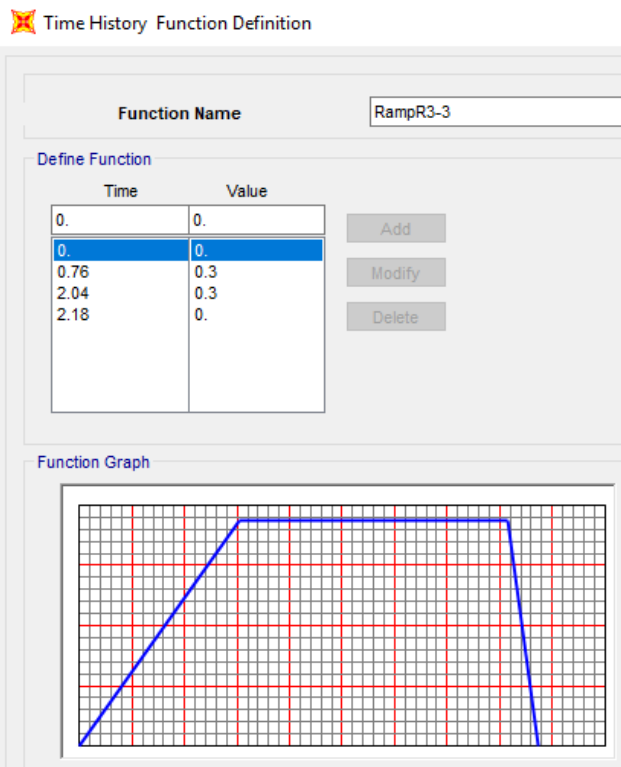 Time History Function Definition
Function Name
RampR3-3
Define Function
Time Value
0. 0.
Add
0. 0.
0.76 0.3
Modify
2.04 0.3
2.18 0.
Delete
Function Graph